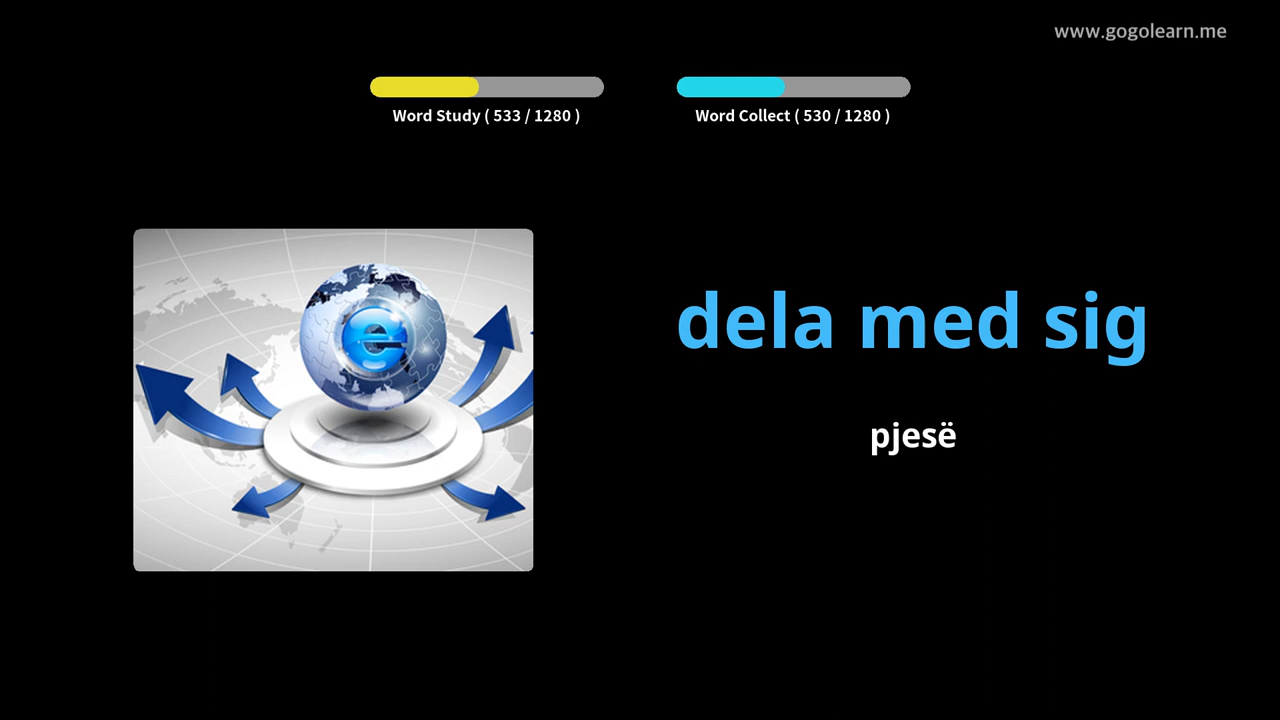 www.gogolearn.me
Word Study ( 533 / 1280 )
Word Collect ( 530 / 1280 )
e
dela med sig
pjesë